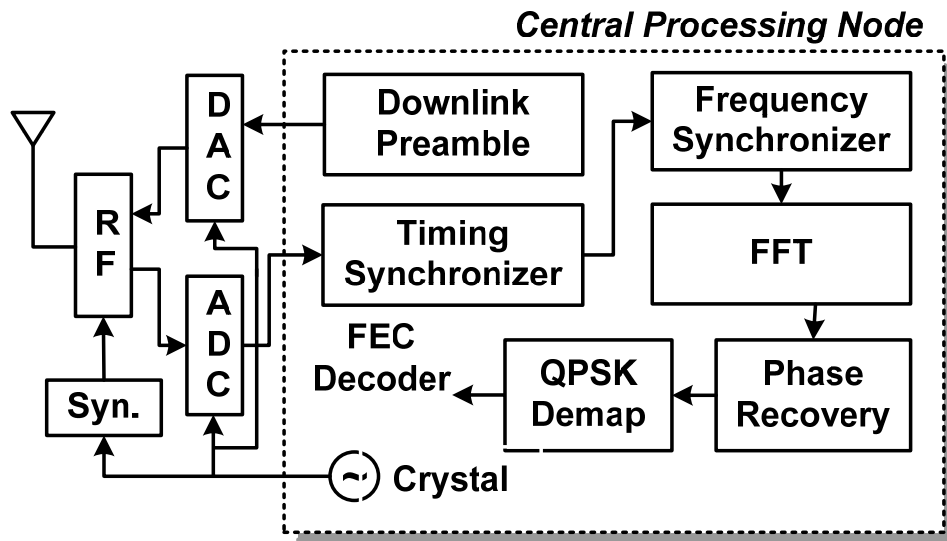 Central Processing Node
D
A
C
Downlink
Preamble
Frequency
Synchronizer
R
F
Timing
Synchronizer
FFT
A
D
C
FEC
Decoder
QPSK
Demap
Phase
Recovery
Syn.
~
Crystal